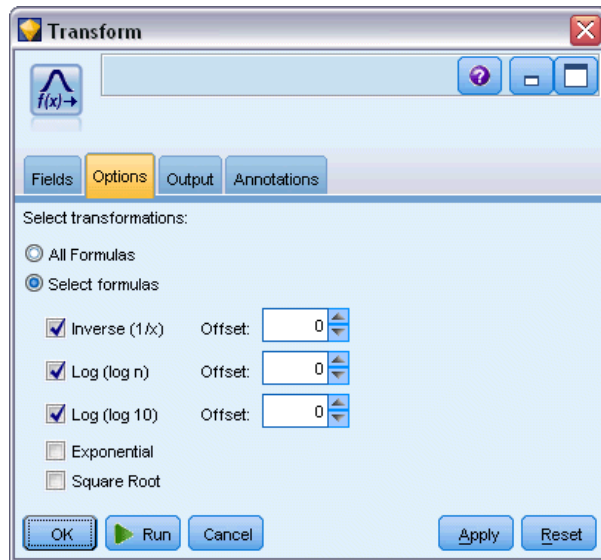 Transform
f(x)→
?
Fields Options Output Annotations
Select transformations:
All Formulas
Select formulas
Inverse (1/x) Offset: 0
Log (log n) Offset: 0
Log (log 10) Offset: 0
Exponential
Square Root
OK Run Cancel Apply Reset